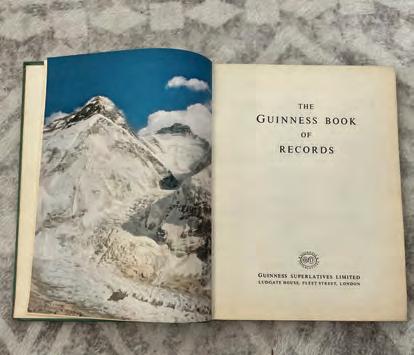 THE
GUINNESS BOOK
OF
RECORDS
GUINNESS SUPERLATIVES LIMITED
LUDGATE HOUSE, FLEET STREET, LONDON